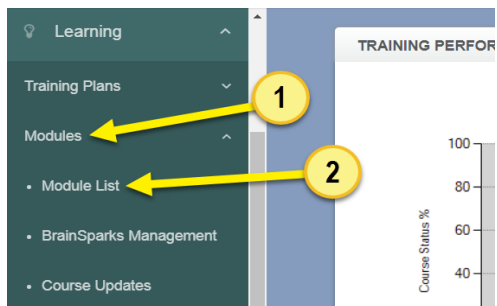 Learning
Training Plans
Modules
Module List
BrainSparks Management
Course Updates
1
2
TRAINING PERFOR
100
80
60
40
Course Status %